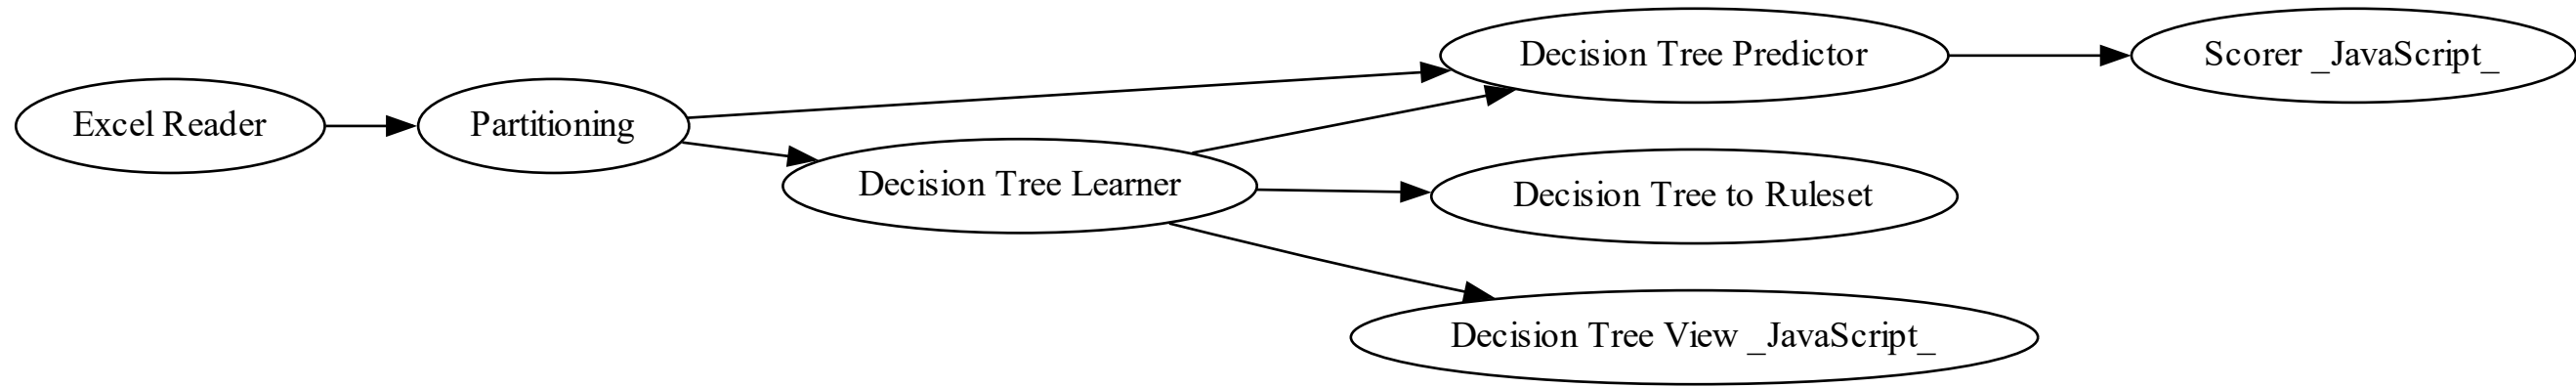 Excel Reader
Partitioning
Decision Tree Learner
Decision Tree Predictor
Decision Tree to Ruleset
Decision Tree View _JavaScript_
Scorer _JavaScript_